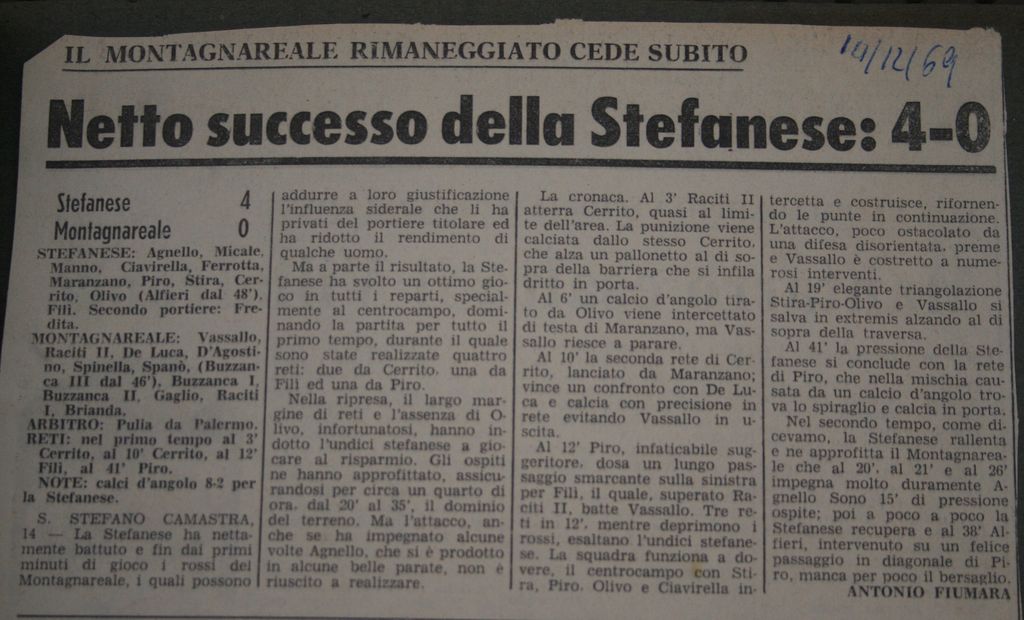 IL MONTAGNAREALE RIMANEGGIATO CEDE SUBITO
14/12/69
Netto successo della Stefanese: 4-0
Stefanese 4
Montagnareale 0
STEFANESE: Agnello, Micale,
Manno, Ciavirella, Ferrotta,
Maranzano, Piro, Stira, Cer-
rito, Olivo (Alfieri dal 48'),
Fili. Secondo portiere: Fre-
dita.
MONTAGNAREALE: Vassallo,
Raciti II, De Luca, D'Agosti-
no, Spinella, Spanò, (Buzzan-
ca III dal 46'), Buzzanca I,
Buzzanca II, Gaglio, Raciti
I, Brianda.
ARBITRO: Pulia da Palermo.
RETI: nel primo tempo al 3'
Cerrito, al 10' Cerrito, al 12'
Fili, al 41' Piro.
NOTE: calci d'angolo 8-2 per
la Stefanese.
S. STEFANO CAMASTRA,
14 — La Stefanese ha netta-
mente battuto e fin dai primi
minuti di gioco i rossi del
Montagnareale, i quali possono
addurre a loro giustificazione
l'influenza siderale che li ha
privati del portiere titolare ed
ha ridotto il rendimento di
qualche uomo.
Ma a parte il risultato, la Ste-
fanese ha svolto un ottimo gio-
co in tutti i reparti, special-
mente al centrocampo, domi-
nando la partita per tutto il
primo tempo, durante il quale
sono state realizzate quattro
reti: due da Cerrito, una da
Fili ed una da Piro.
Nella ripresa, il largo mar-
gine di reti e l'assenza di O-
livo, infortunatosi, hanno in-
dotto l'undici stefanese a gio-
care al risparmio. Gli ospiti
ne hanno approfittato, assicu-
randosi per circa un quarto di
ora, dal 20' al 35', il dominio
del terreno. Ma l'attacco, an-
che se ha impegnato alcune
volte Agnello, che si è prodotto
in alcune belle parate, non è
riuscito a realizzare.
La cronaca. Al 3' Raciti II
atterra Cerrito, quasi al limi-
te dell'area. La punizione viene
calciata dallo stesso Cerrito,
che alza un pallonetto al di so-
pra della barriera che si infila
dritto in porta.
Al 6' un calcio d'angolo tira-
to da Olivo viene intercettato
di testa di Maranzano, ma Vas-
sallo riesce a parare.
Al 10' la seconda rete di Cer-
rito, lanciato da Maranzano;
vince un confronto con De Lu-
ca e calcia con precisione in
rete evitando Vassallo in u-
scita.
Al 12' Piro, infaticabile sug-
geritore, dosa un lungo pas-
saggio smarcante sulla sinistra
per Fili, il quale, superato Ra-
citi II, batte Vassallo. Tre re-
ti in 12', mentre deprimono i
rossi, esaltano l'undici stefane-
se. La squadra funziona a do-
vere, il centrocampo con Sti-
ra, Piro, Olivo e Ciavirella in-
tercetta e costruisce, rifornen-
do le punte in continuazione.
L'attacco, poco ostacolato da
una difesa disorientata, preme
e Vassallo è costretto a nume-
rosi interventi.
Al 19' elegante triangolazione
Stira-Piro-Olivo e Vassallo si
salva in extremis alzando al di
sopra della traversa.
Al 41' la pressione della Ste-
fanese si conclude con la rete
di Piro, che nella mischia cau-
sata da un calcio d'angolo tro-
va lo spiraglio e calcia in porta.
Nel secondo tempo, come di-
cevamo, la Stefanese rallenta
e ne approfitta il Montagnarea-
le che al 20', al 21' e al 26'
impegna molto duramente A-
gnello Sono 15' di pressione
ospite; poi a poco a poco la
Stefanese recupera e al 38' Al-
fieri, intervenuto su un felice
passaggio in diagonale di Pi-
ro, manca per poco il bersaglio.
ANTONIO FIUMARA